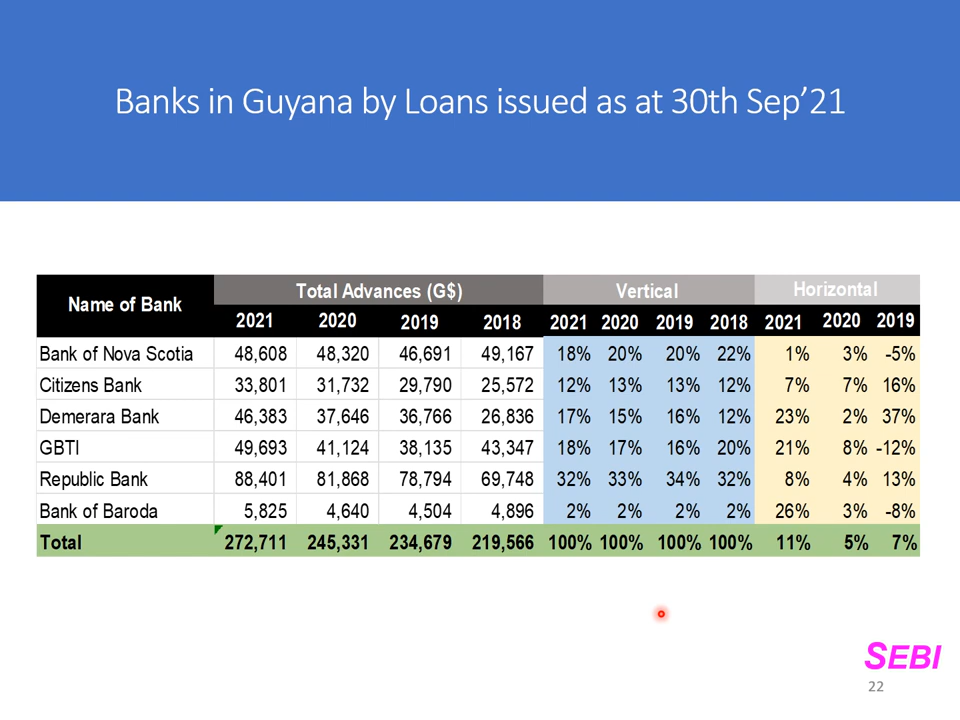 Banks in Guyana by Loans issued as at 30th Sep’21
Name of Bank Total Advances (G$) Vertical Horizontal
2021 2020 2019 2018 2021 2020 2019 2018 2021 2020 2019
Bank of Nova Scotia 48,608 48,320 46,691 49,167 18% 20% 20% 22% 1% 3% -5%
Citizens Bank 33,801 31,732 29,790 25,572 12% 13% 13% 12% 7% 7% 16%
Demerara Bank 46,383 37,646 36,766 26,836 17% 15% 16% 12% 23% 2% 37%
GBTI 49,693 41,124 38,135 43,347 18% 17% 16% 20% 21% 8% -12%
Republic Bank 88,401 81,868 78,794 69,748 32% 33% 34% 32% 8% 4% 13%
Bank of Baroda 5,825 4,640 4,504 4,896 2% 2% 2% 2% 26% 3% -8%
Total 272,711 245,331 234,679 219,566 100% 100% 100% 100% 11% 5% 7%
SEBI
22